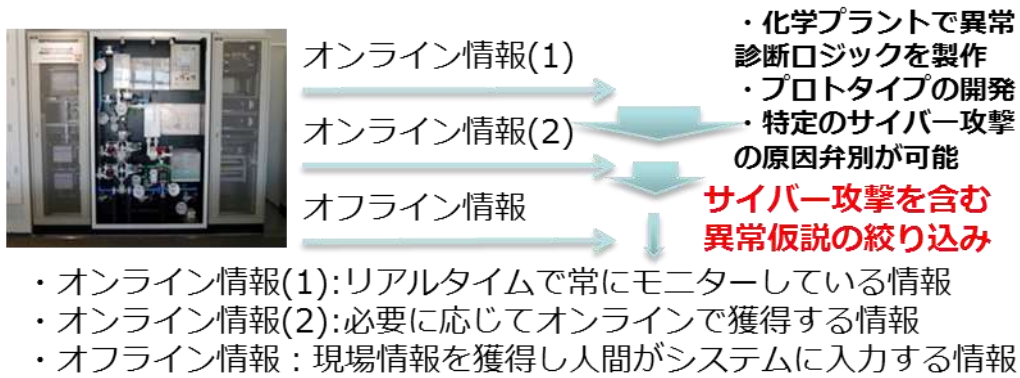 オンライン情報(1)
オンライン情報(2)
オフライン情報
・化学プラントで異常
診断ロジックを製作
・プロトタイプの開発
・特定のサイバー攻撃
の原因弁別が可能
サイバー攻撃を含む
異常仮説の絞り込み
・オンライン情報(1):リアルタイムで常にモニターしている情報
・オンライン情報(2):必要に応じてオンラインで獲得する情報
・オフライン情報：現場情報を獲得し人間がシステムに入力する情報